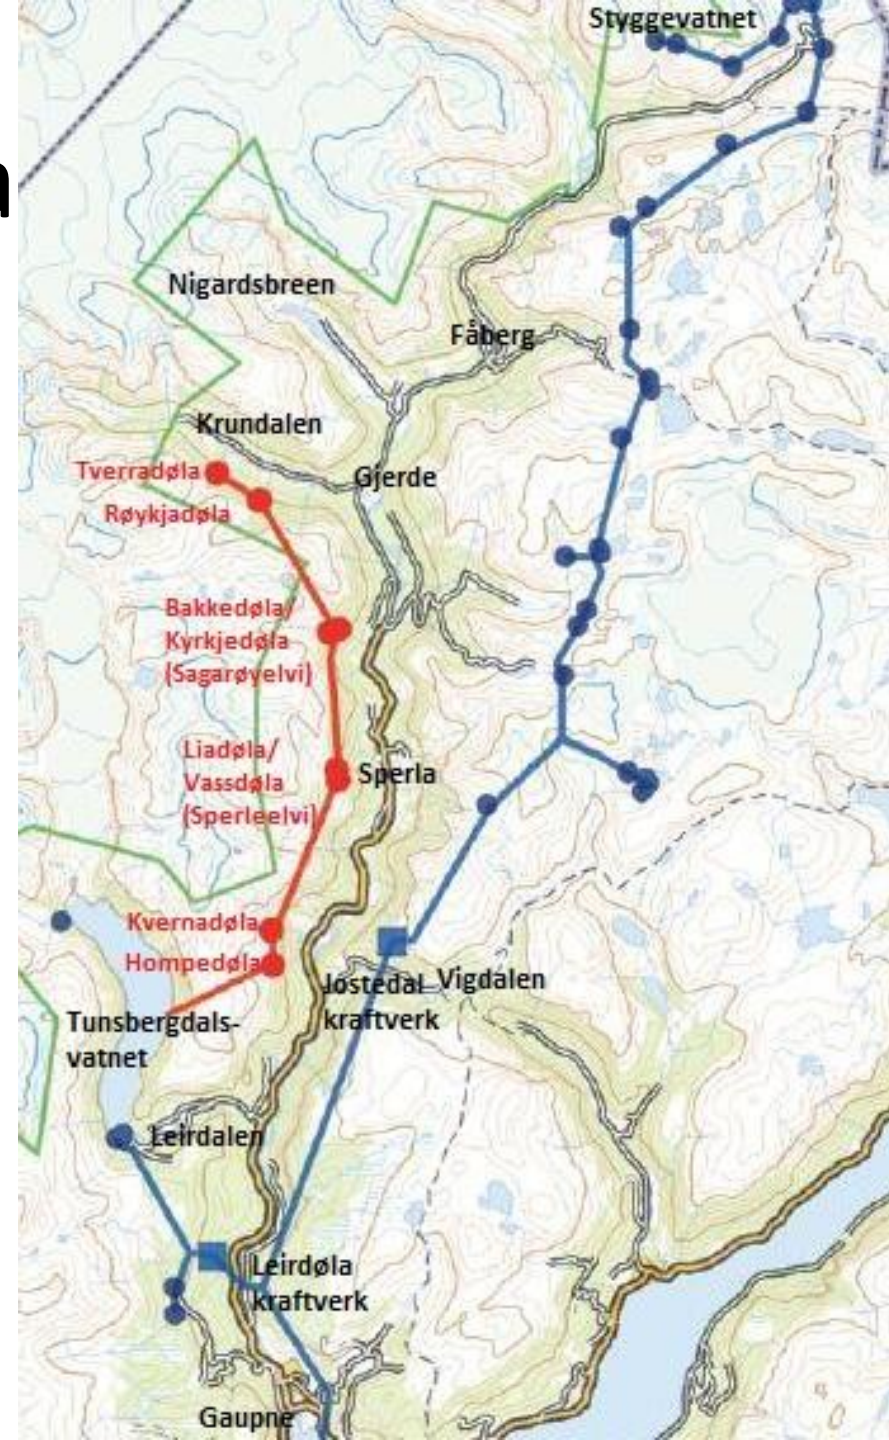 a
Styggevatnet
Nigardsbreen
Fåberg
Krundalen
Tverradøla
Gjerde
Røykjadøla
Bakkedøla/
Kyrkjedøla
(Sagarøyelvi)
Liadøla/
Vassdøla
(Sperleelvi)
Sperla
Kvernadøla
Hompedøla
Jostedal
kraftverk
Vigdalen
Tunsbergdals-
vatnet
Leirdalen
Leirdøla
kraftverk
Gaupne